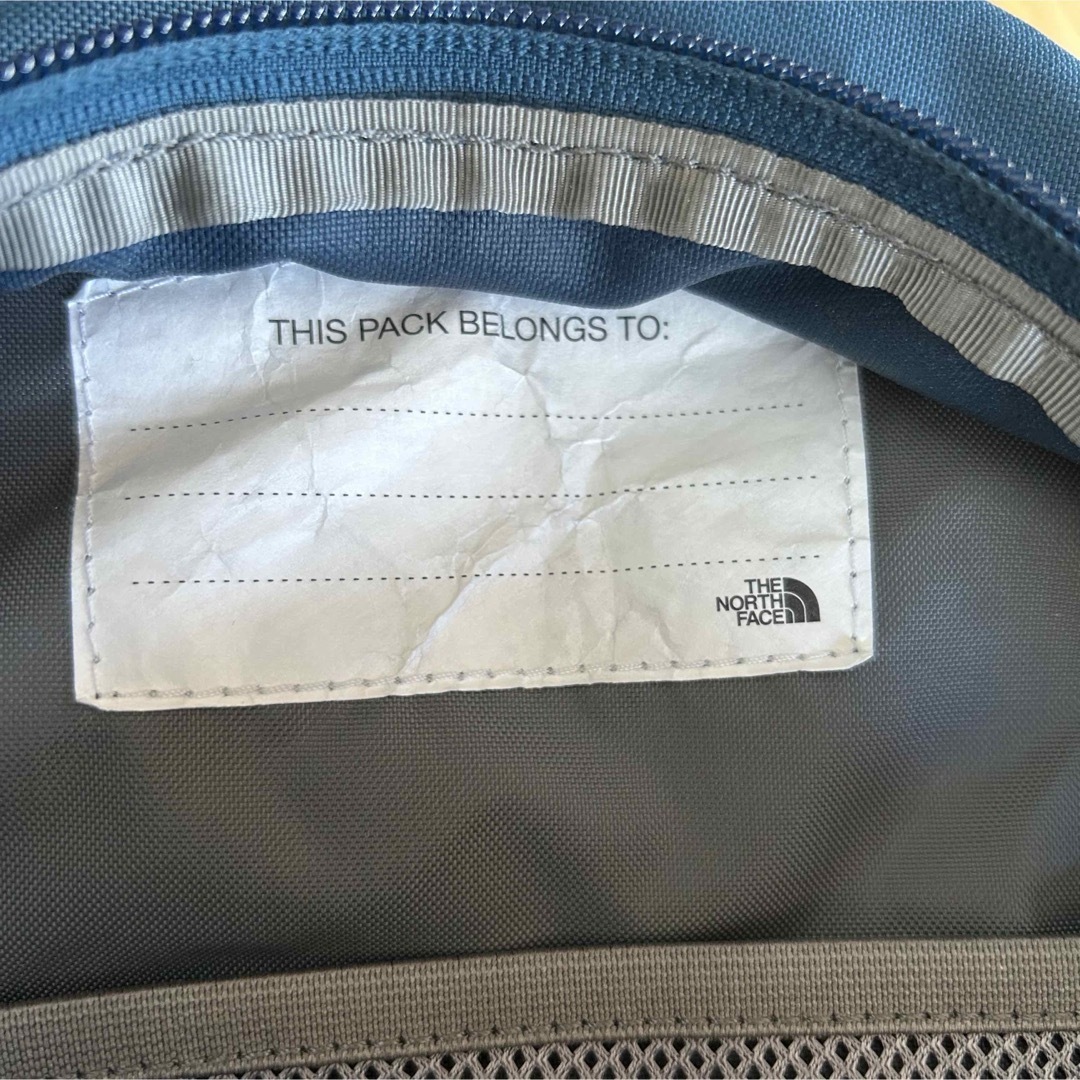 THIS PACK BELONGS TO:
THE
NORTH
FACE